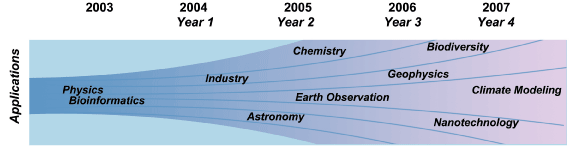 2003 2004 2005 2006 2007
Year 1 Year 2 Year 3 Year 4
Applications
Chemistry
Biodiversity
Industry
Geophysics
Physics
Bioinformatics
Earth Observation
Climate Modeling
Astronomy
Nanotechnology